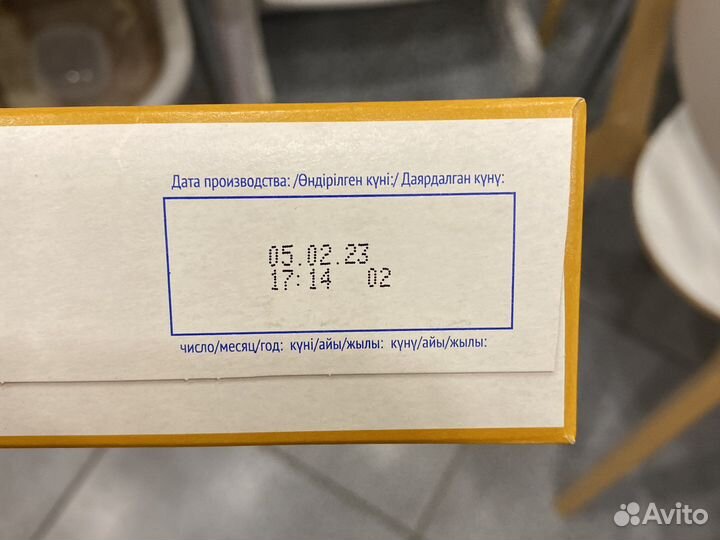 Дата производства: /Өндірілген күні:/ Даярдалган күнү:
05.02.23
17:14 02
число/месяц/год: күні/айы/жылы: күнү/айы/жылы:
Avito